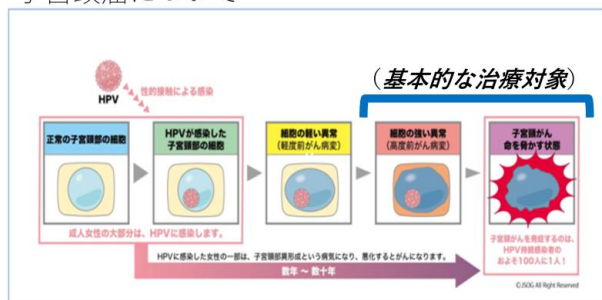 (基本的な治療対象)
HPV
性的接触による感染
正常の子宮頸部の細胞
HPVが感染した
子宮頸部の細胞
細胞の軽い異常
(軽度前がん病変)
細胞の強い異常
(高度前がん病変)
子宮頸がん
命を脅かす状態
成人女性の大部分は、HPVに感染します。
子宮頸がんを発症するのは、
HPV持続感染者の
およそ100人に1人!
HPVに感染した女性の一部は、子宮頸部異形成という病気になり、悪化するとがんになります。
数年 ～ 数十年
©JSOG All Right Reserved